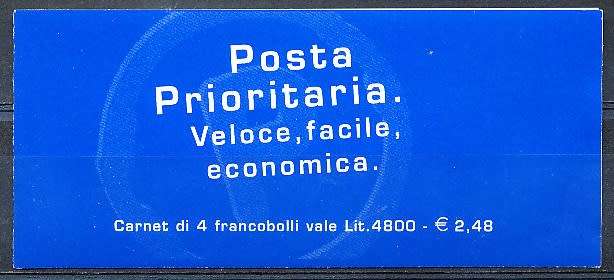 Posta
Prioritaria.
Veloce, facile,
economica.
Carnet di 4 francobolli vale Lit.4800 - € 2,48